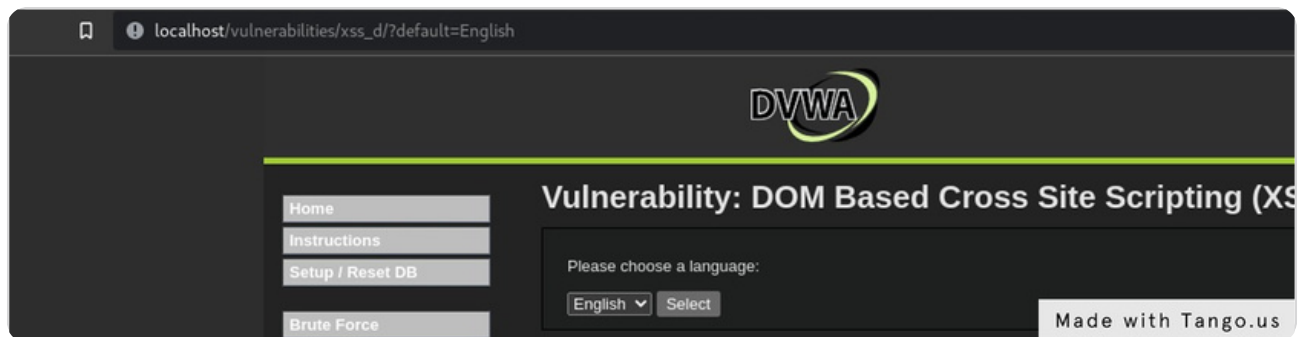 localhost/vulnerabilities/xss_d/?default=English
DVWA
Vulnerability: DOM Based Cross Site Scripting (XS
Home
Instructions
Setup / Reset DB
Brute Force
Please choose a language:
English Select
Made with Tango.us